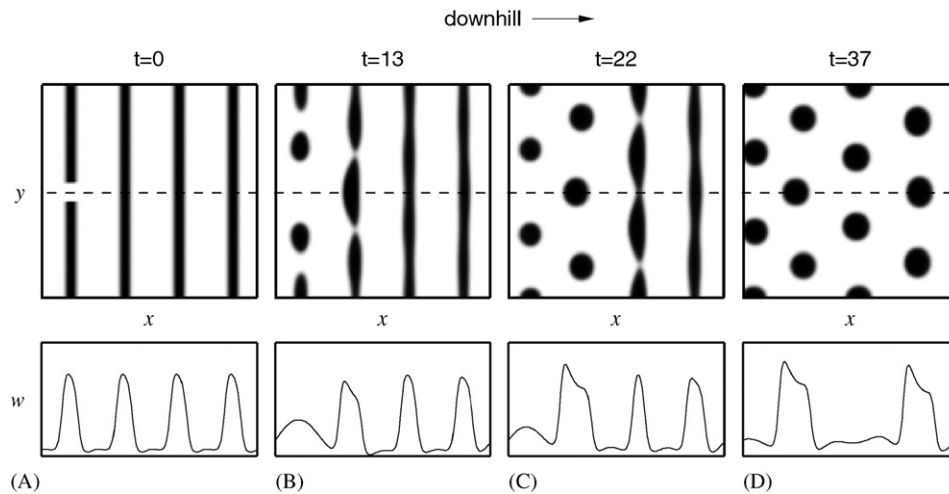 downhill
t=0 t=13 t=22 t=37
y
x x x x
w
(A) (B) (C) (D)